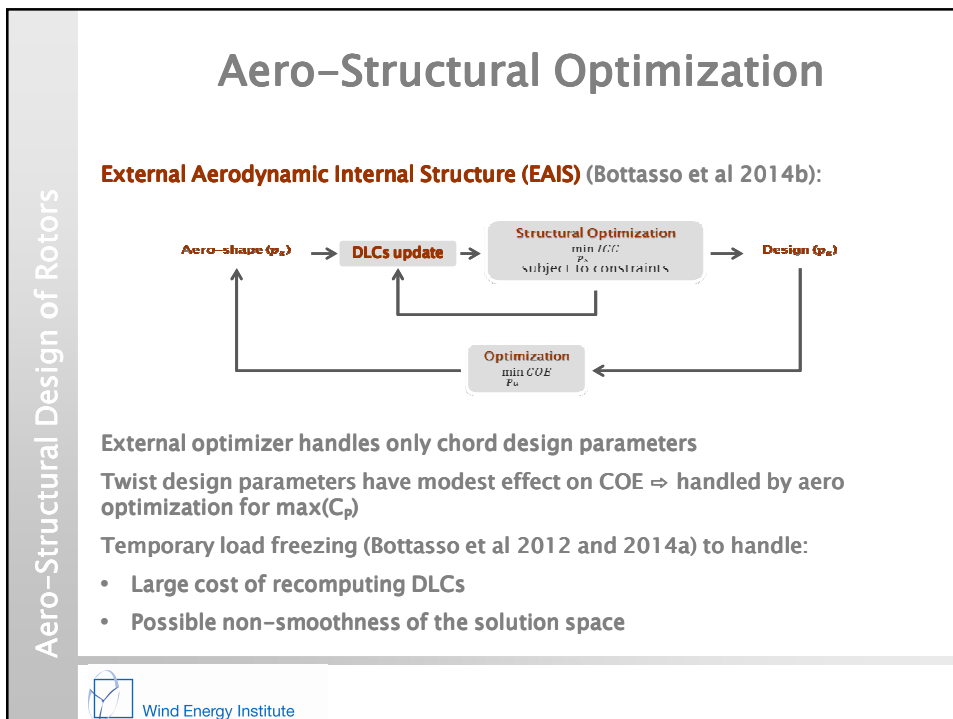 Aero-Structural Optimization
Aero-Structural Design of Rotors
External Aerodynamic Internal Structure (EAIS) (Bottasso et al 2014b):
Aero-shape (pₐ)
DLCs update
Structural Optimization
min ICC
pₛ
subject to constraints
Design (pₐ)
Optimization
min COE
pₐ
External optimizer handles only chord design parameters
Twist design parameters have modest effect on COE ⇨ handled by aero
optimization for max(Cₚ)
Temporary load freezing (Bottasso et al 2012 and 2014a) to handle:
• Large cost of recomputing DLCs
• Possible non-smoothness of the solution space
Wind Energy Institute